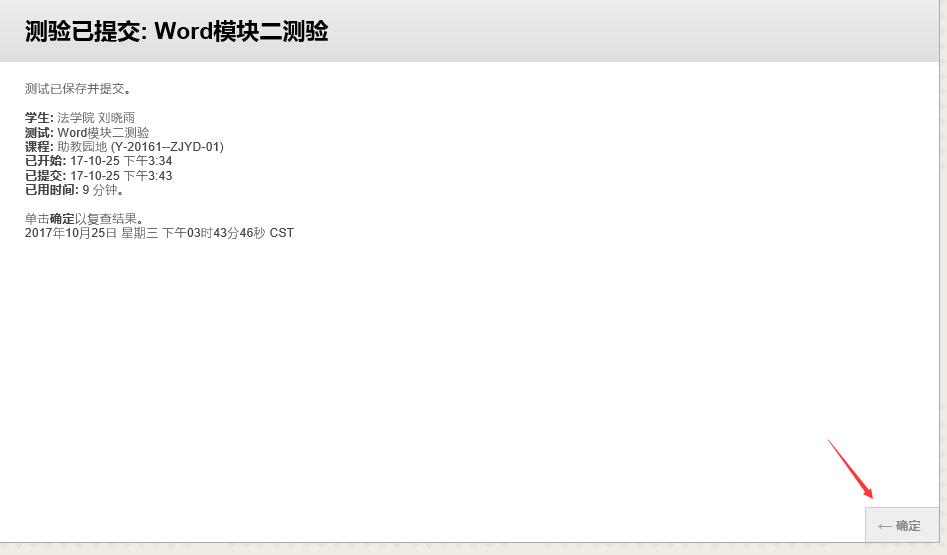 测验已提交: Word模块二测验
测试已保存并提交。
学生: 法学院 刘晓雨
测试: Word模块二测验
课程: 助教园地 (Y-20161--ZJYD-01)
已开始: 17-10-25 下午3:34
已提交: 17-10-25 下午3:43
已用时间: 9 分钟。
单击确定以复查结果。
2017年10月25日 星期三 下午03时43分46秒 CST
← 确定